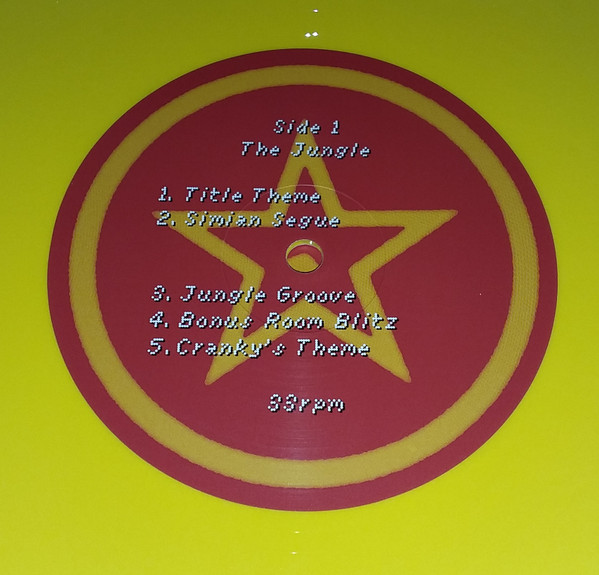 Side 1
The Jungle
1. Title Theme
2. Simian Segue
3. Jungle Groove
4. Bonus Room Blitz
5. Cranky's Theme
33rpm